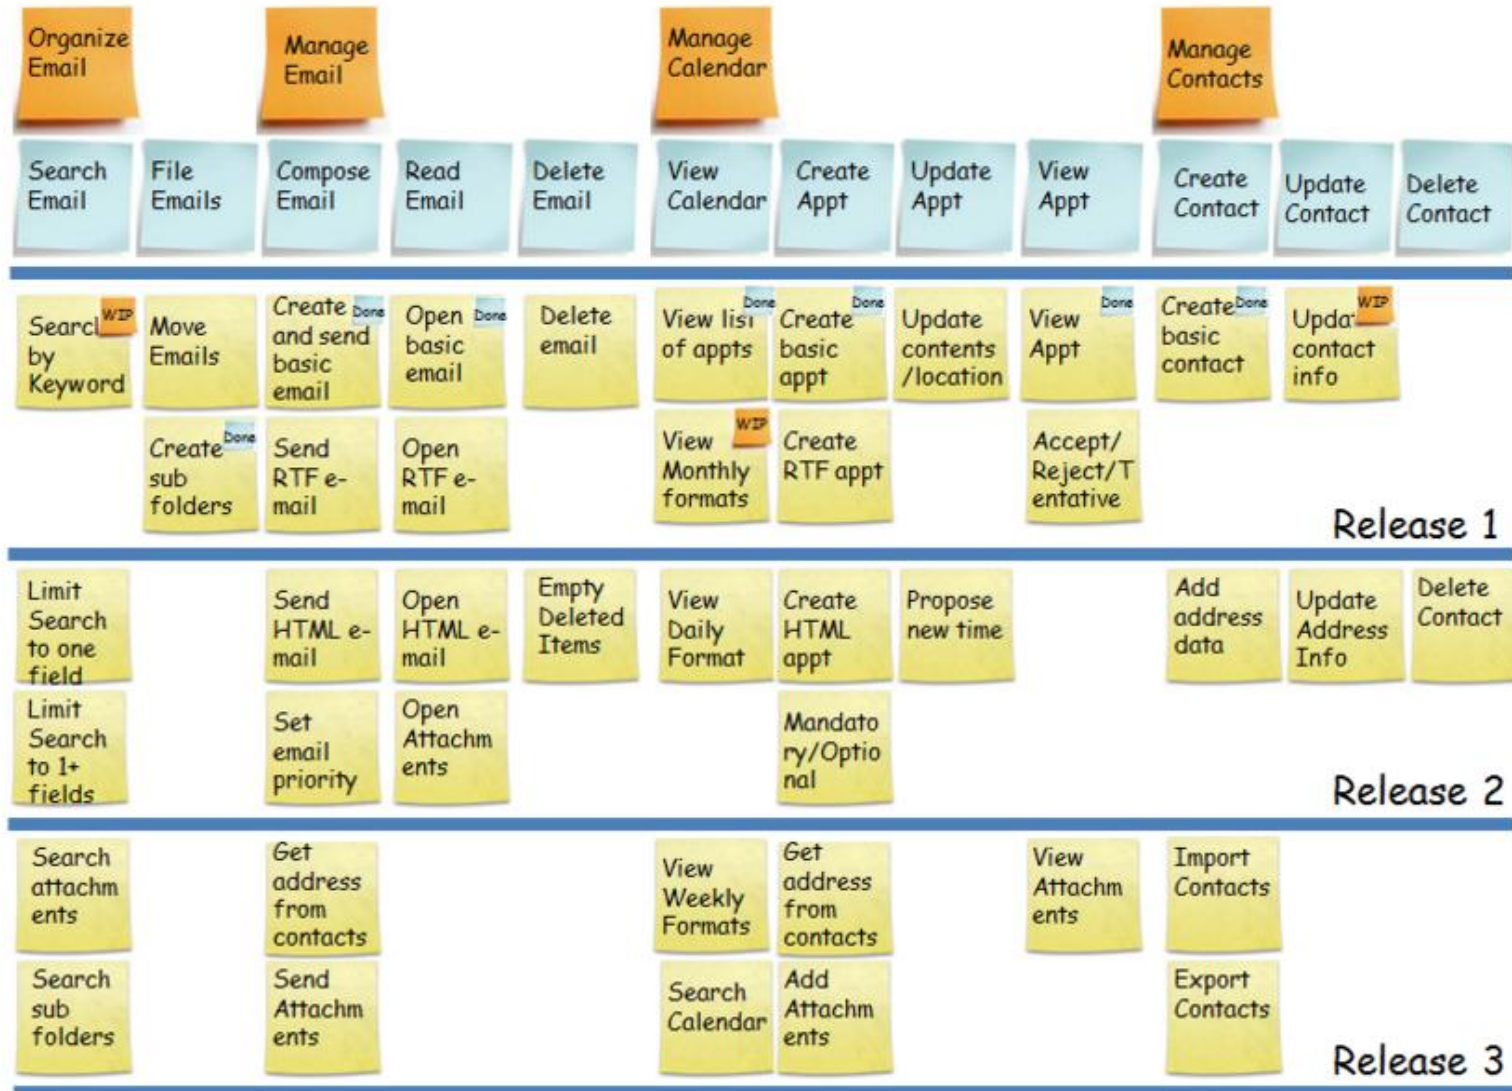 Organize
Email
Manage
Email
Manage
Calendar
Manage
Contacts
Search
Email
File
Emails
Compose
Email
Read
Email
Delete
Email
View
Calendar
Create
Appt
Update
Appt
View
Appt
Create
Contact
Update
Contact
Delete
Contact
Searc
WIP
by
Keyword
Move
Emails
Create
Done
and send
basic
email
Open
Done
basic
email
Delete
email
View list
Done
of appts
Create
Done
basic
appt
Update
contents
/location
View
Done
Appt
Create
Done
basic
contact
Updat
WIP
contact
info
Create
Done
sub
folders
Send
RTF e-
mail
Open
RTF e-
mail
View
WIP
Monthly
formats
Create
RTF appt
Accept/
Reject/T
entative
Release 1
Limit
Search
to one
field
Send
HTML e-
mail
Open
HTML e-
mail
Empty
Deleted
Items
View
Daily
Format
Create
HTML
appt
Propose
new time
Add
address
data
Update
Address
Info
Delete
Contact
Limit
Search
to 1+
fields
Set
email
priority
Open
Attachm
ents
Mandato
ry/Optio
nal
Release 2
Search
attachm
ents
Get
address
from
contacts
View
Weekly
Formats
Get
address
from
contacts
View
Attachm
ents
Import
Contacts
Search
sub
folders
Send
Attachm
ents
Search
Calendar
Add
Attachm
ents
Export
Contacts
Release 3